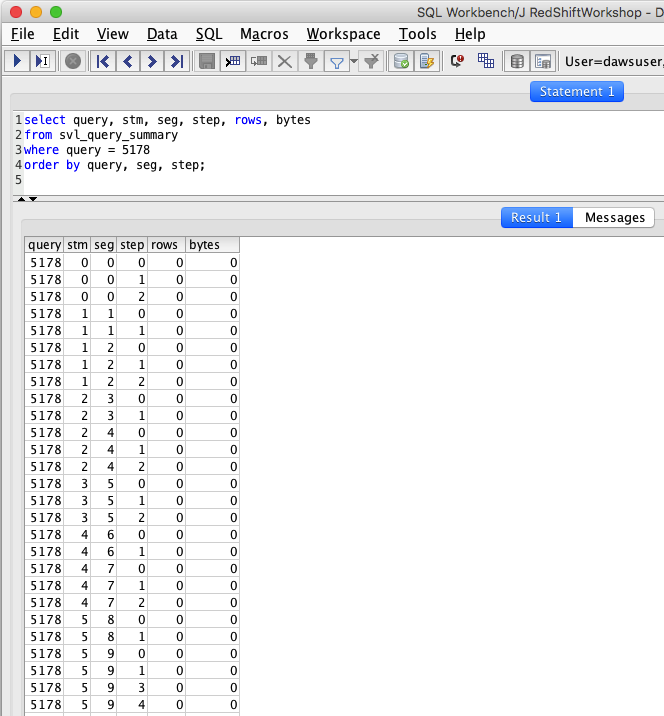 SQL Workbench/J RedShiftWorkshop - D
File Edit View Data SQL Macros Workspace Tools Help
User=dawsuser,
Statement 1
1 select query, stm, seg, step, rows, bytes
2 from svl_query_summary
3 where query = 5178
4 order by query, seg, step;
5
Result 1 Messages
query stm seg step rows bytes
5178 0 0 0 0 0
5178 0 0 1 0 0
5178 0 0 2 0 0
5178 1 1 0 0 0
5178 1 1 1 0 0
5178 1 2 0 0 0
5178 1 2 1 0 0
5178 1 2 2 0 0
5178 2 3 0 0 0
5178 2 3 1 0 0
5178 2 4 0 0 0
5178 2 4 1 0 0
5178 2 4 2 0 0
5178 3 5 0 0 0
5178 3 5 1 0 0
5178 3 5 2 0 0
5178 4 6 0 0 0
5178 4 6 1 0 0
5178 4 7 0 0 0
5178 4 7 1 0 0
5178 4 7 2 0 0
5178 5 8 0 0 0
5178 5 8 1 0 0
5178 5 9 0 0 0
5178 5 9 1 0 0
5178 5 9 3 0 0
5178 5 9 4 0 0